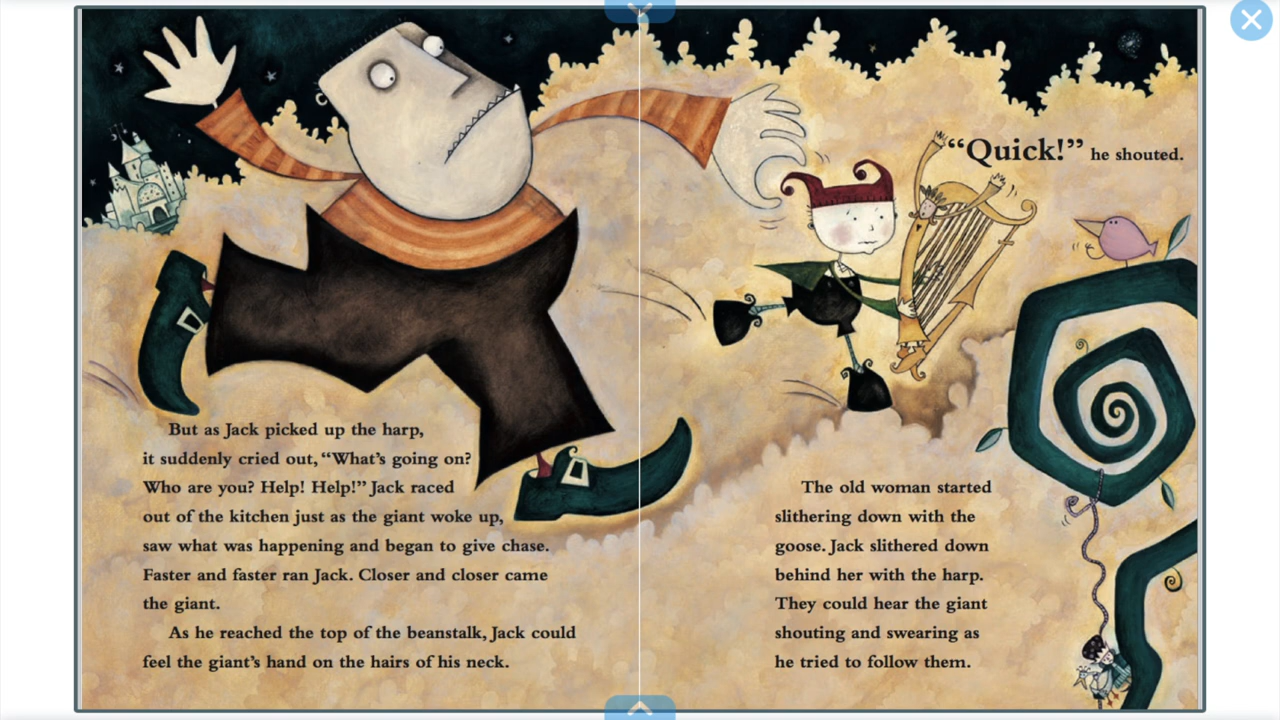 But as Jack picked up the harp,
it suddenly cried out, “What’s going on?
Who are you? Help! Help!” Jack raced
out of the kitchen just as the giant woke up,
saw what was happening and began to give chase.
Faster and faster ran Jack. Closer and closer came
the giant.
As he reached the top of the beanstalk, Jack could
feel the giant’s hand on the hairs of his neck.
“Quick!” he shouted.
The old woman started
slithering down with the
goose. Jack slithered down
behind her with the harp.
They could hear the giant
shouting and swearing as
he tried to follow them.